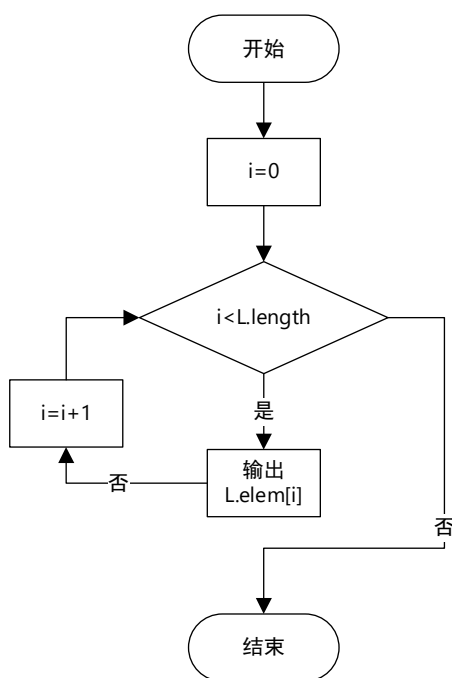 开始
i=0
i<L.length
是
i=i+1
输出
L.elem[i]
否
否
结束